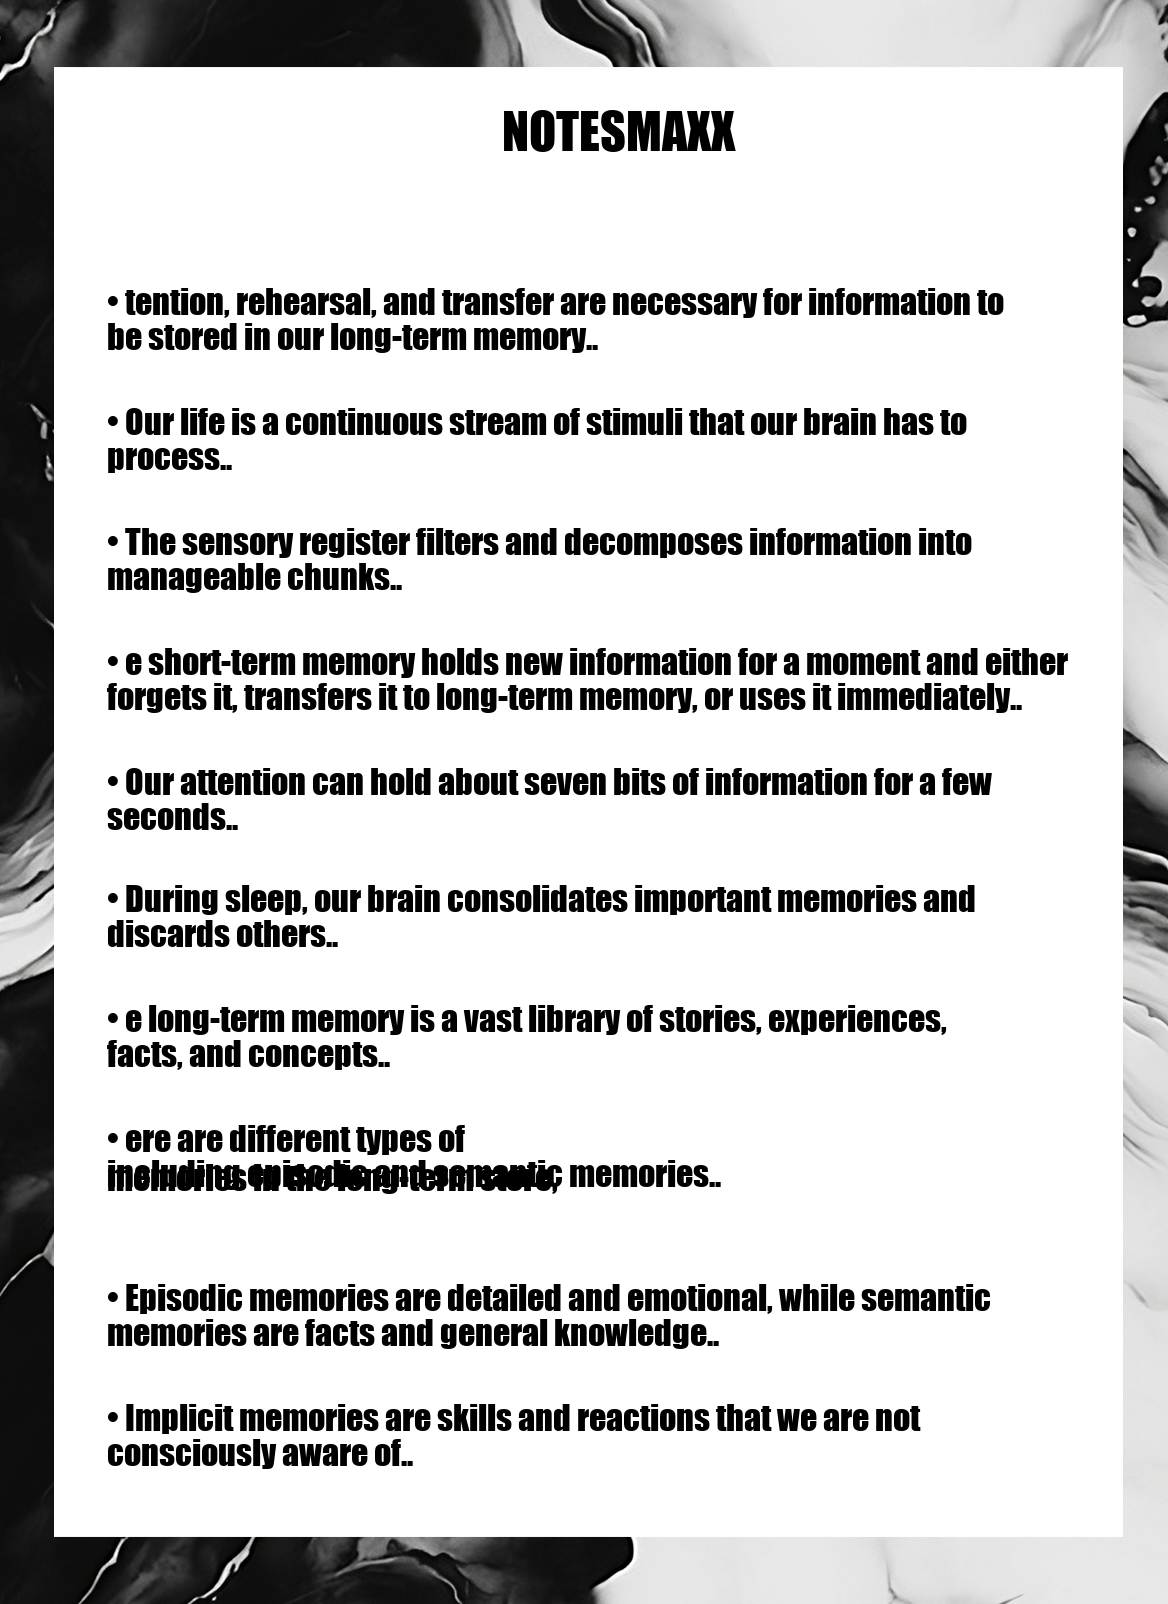 NOTESMAXX
• tention, rehearsal, and transfer are necessary for information to
be stored in our long-term memory..
• Our life is a continuous stream of stimuli that our brain has to
process..
• The sensory register filters and decomposes information into
manageable chunks..
• e short-term memory holds new information for a moment and either
forgets it, transfers it to long-term memory, or uses it immediately..
• Our attention can hold about seven bits of information for a few
seconds..
• During sleep, our brain consolidates important memories and
discards others..
• e long-term memory is a vast library of stories, experiences,
facts, and concepts..
• ere are different types of
memories in the long-term store,
including episodic and semantic memories..
• Episodic memories are detailed and emotional, while semantic
memories are facts and general knowledge..
• Implicit memories are skills and reactions that we are not
consciously aware of..